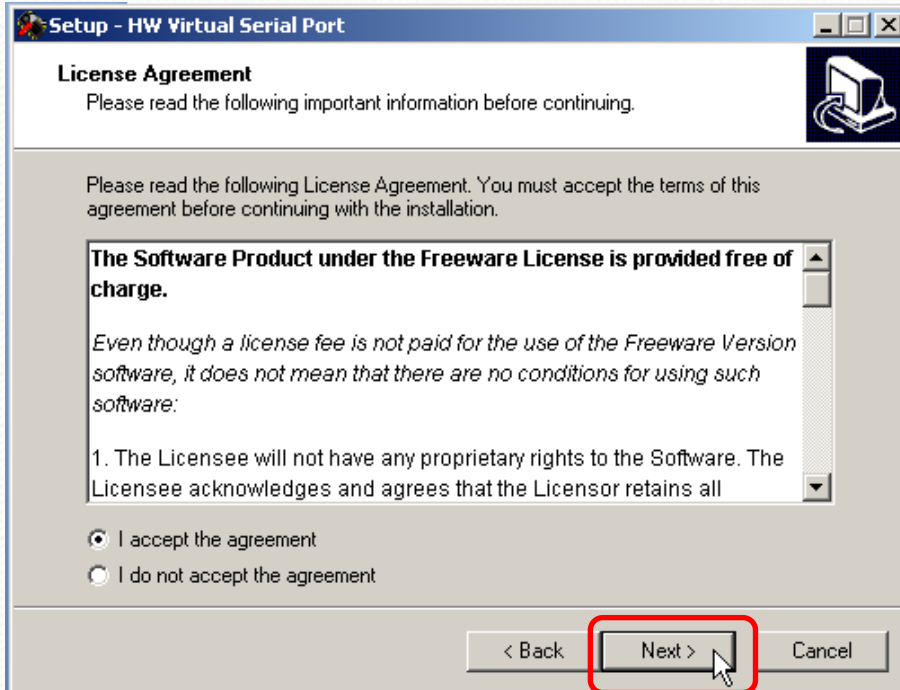 Setup - HW Virtual Serial Port
License Agreement
Please read the following important information before continuing.
Please read the following License Agreement. You must accept the terms of this
agreement before continuing with the installation.
The Software Product under the Freeware License is provided free of
charge.
Even though a license fee is not paid for the use of the Freeware Version
software, it does not mean that there are no conditions for using such
software:
1. The Licensee will not have any proprietary rights to the Software. The
Licensee acknowledges and agrees that the Licensor retains all
I accept the agreement
I do not accept the agreement
< Back Next > Cancel